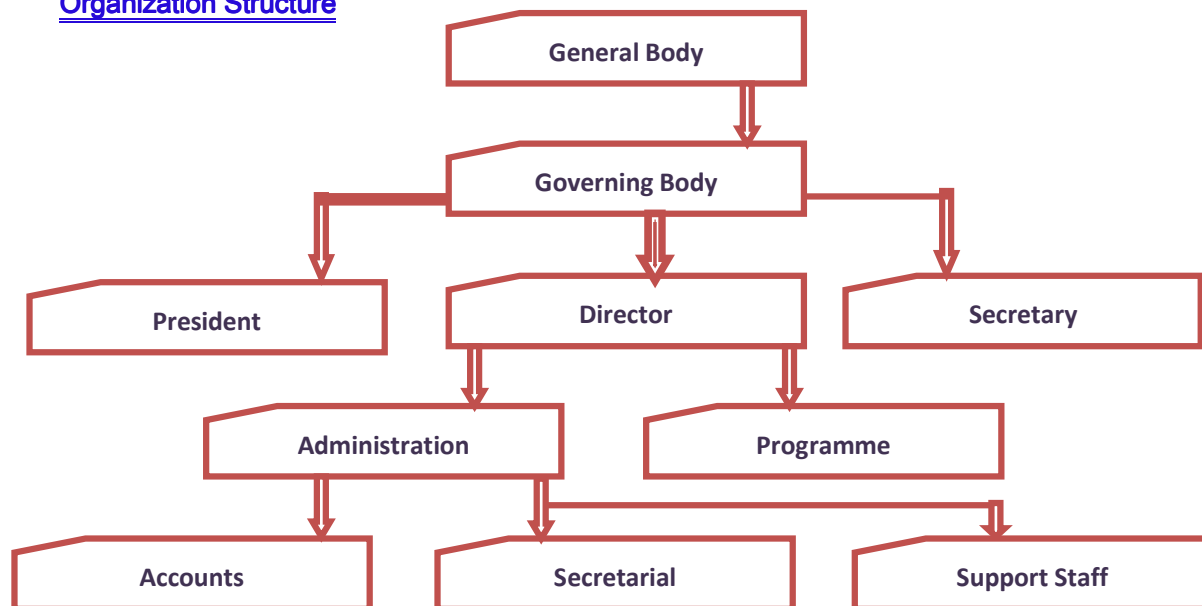 Organization Structure
General Body
Governing Body
President
Director
Secretary
Administration
Programme
Accounts
Secretarial
Support Staff